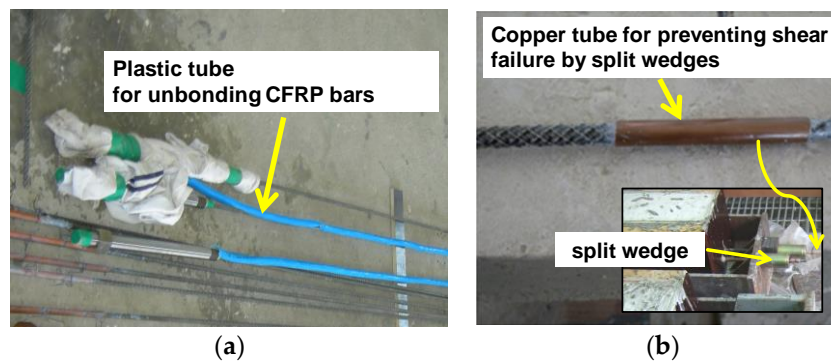 Plastic tube
for unbonding CFRP bars
Copper tube for preventing shear
failure by split wedges
split wedge
(a)
(b)